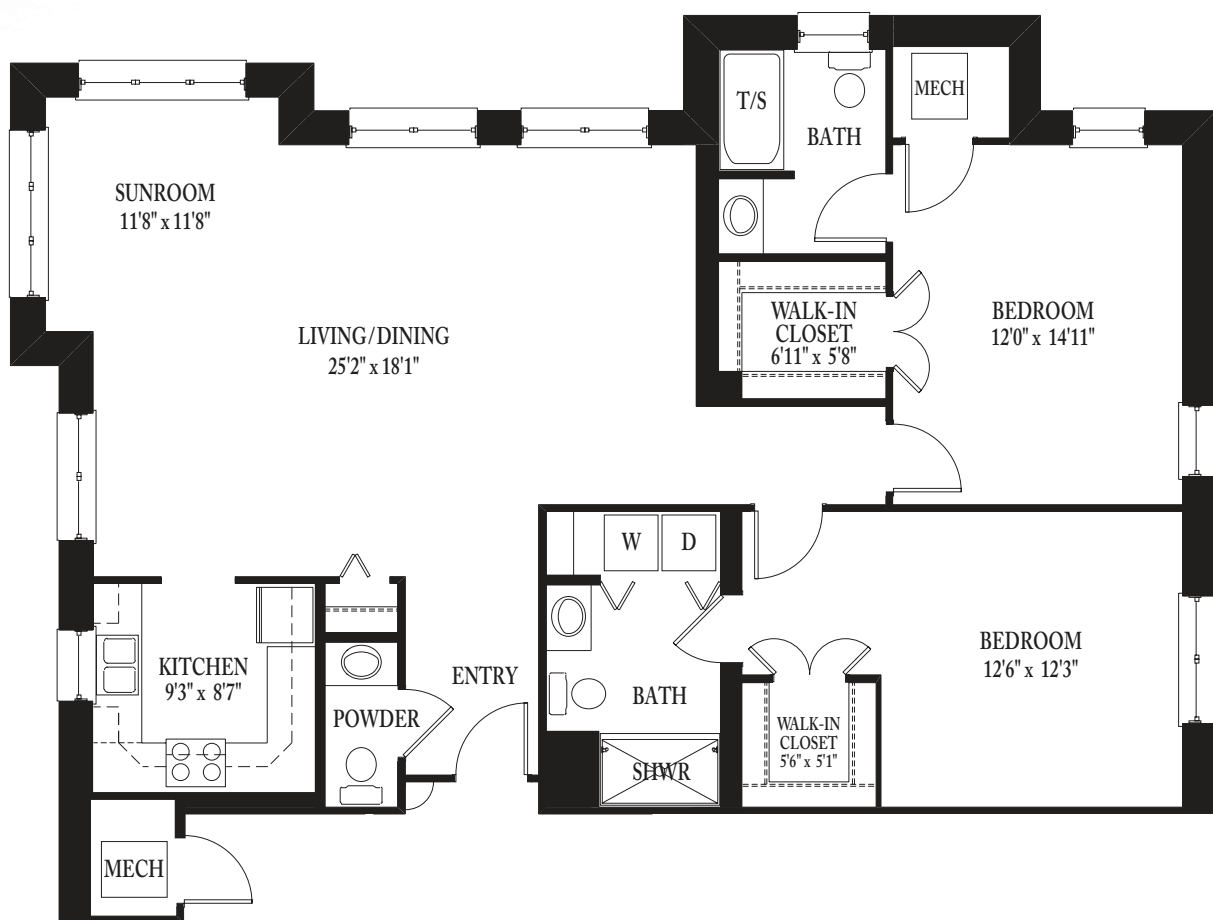 T/S
BATH
MECH
SUNROOM
11'8" x 11'8"
LIVING/DINING
25'2" x 18'1"
WALK-IN
CLOSET
6'11" x 5'8"
BEDROOM
12'0" x 14'11"
W
D
KITCHEN
9'3" x 8'7"
ENTRY
POWDER
BATH
SHWR
BEDROOM
12'6" x 12'3"
WALK-IN
CLOSET
5'6" x 5'1"
MECH